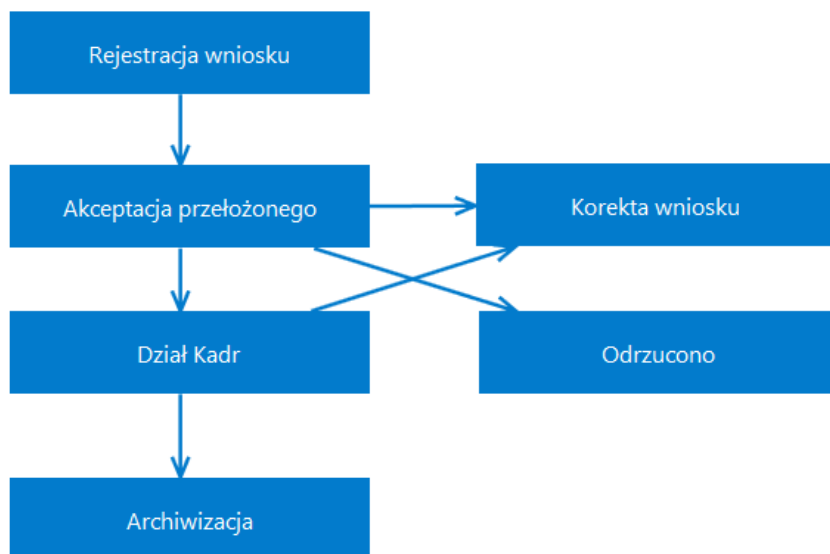 Rejestracja wniosku
Akceptacja przełożonego
Korekta wniosku
Dział Kadr
Odrzucono
Archiwizacja